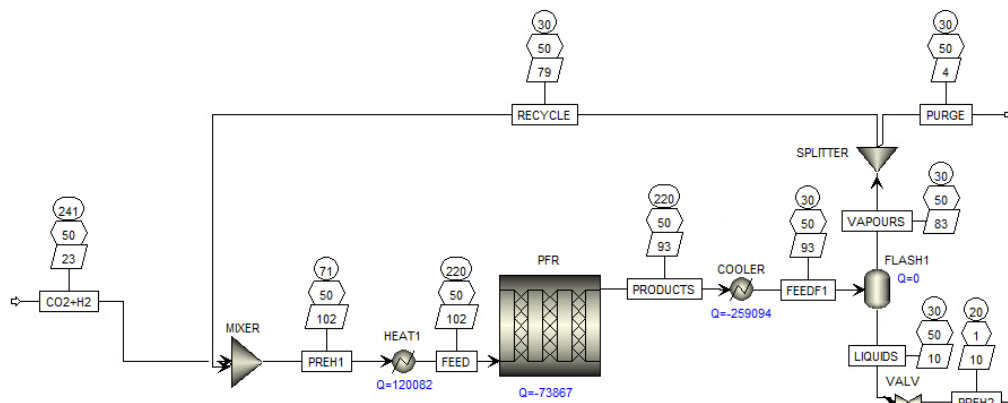 30
50
79
RECYCLE
30
50
4
PURGE
SPLITTER
241
50
23
CO2+H2
MIXER
71
50
102
PREH1
HEAT1
Q=120082
220
50
102
FEED
PFR
Q=-73867
220
50
93
PRODUCTS
COOLER
Q=-259094
30
50
93
FEEDF1
30
50
83
VAPOURS
FLASH1
Q=0
30
50
10
LIQUIDS
VALV
20
1
10
PREH2